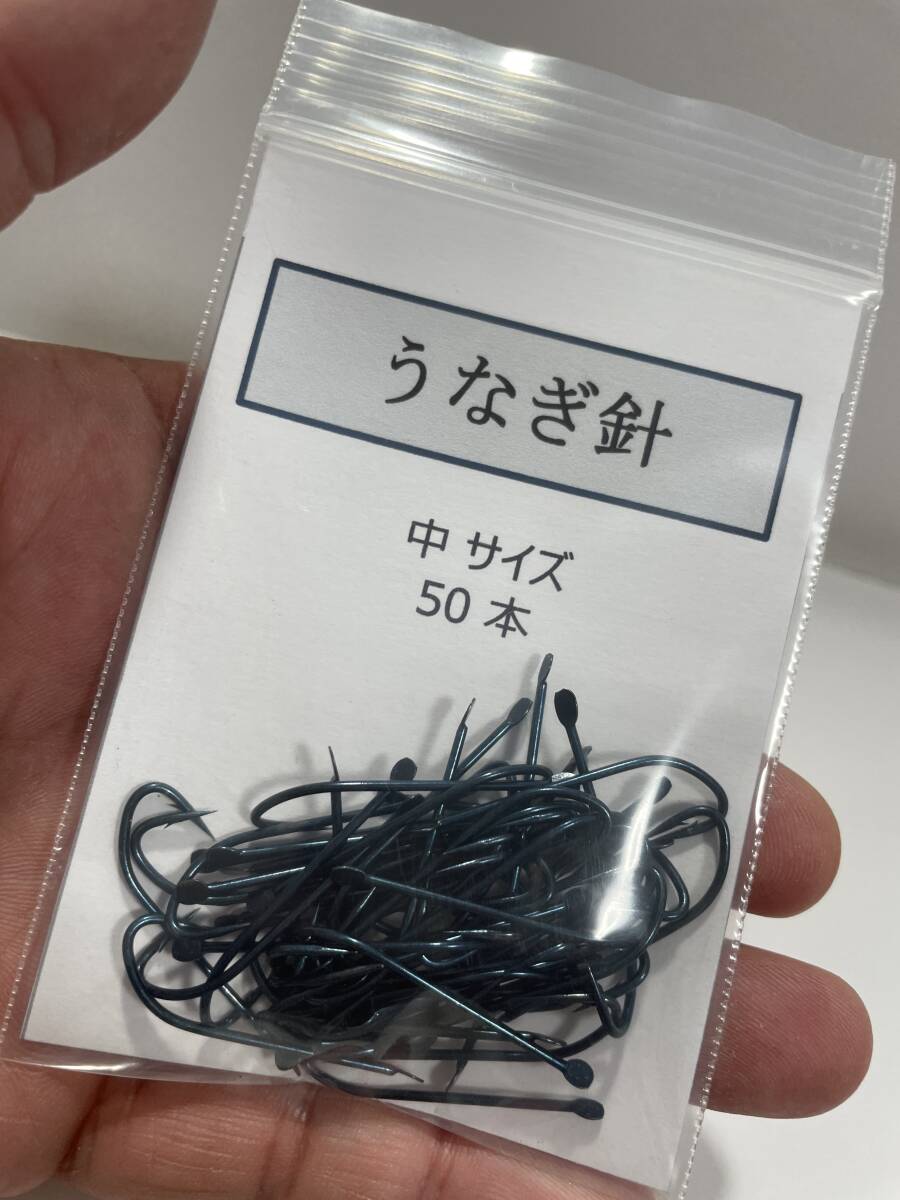 うなぎ針
中 サイズ
50 本